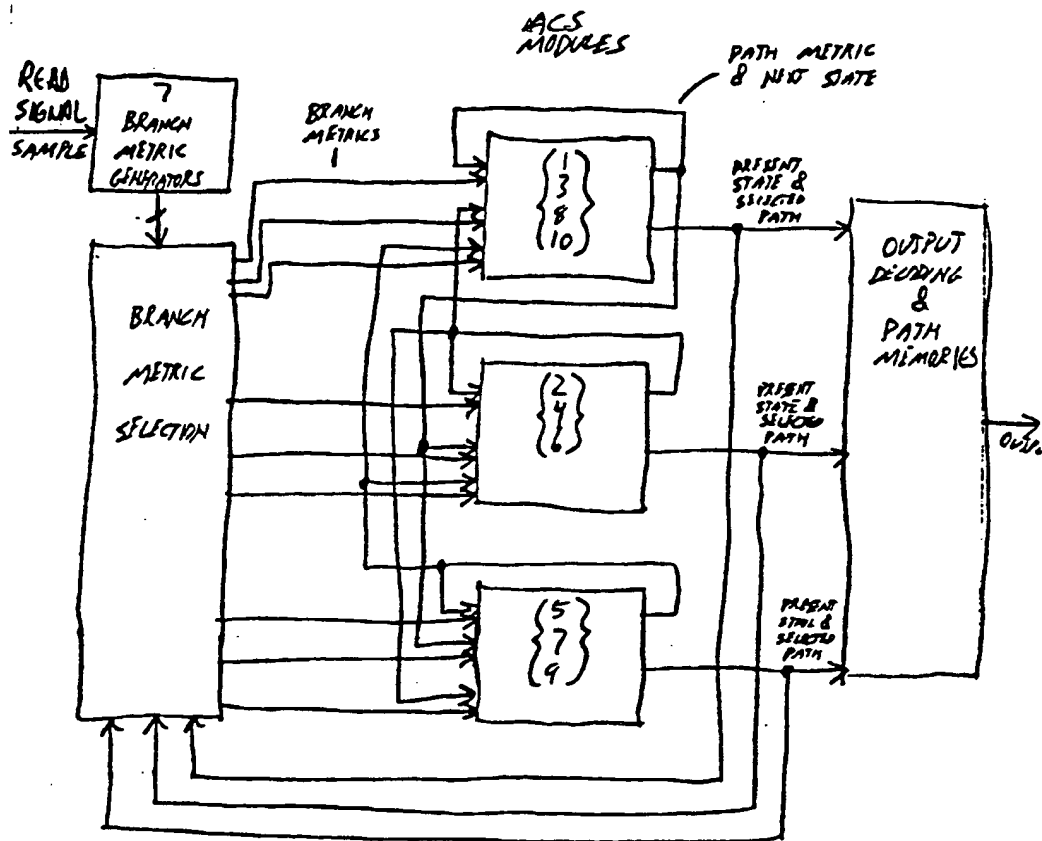 ACS
MODULES
PATH METRIC
& NEXT STATE
READ
SIGNAL
SAMPLE
7
BRANCH
METRIC
GENERATORS
BRANCH
METRICS
1
3
8
10
PRESENT
STATE &
SELECTED
PATH
OUTPUT
DECODING
&
PATH
MEMORIES
BRANCH
METRIC
SELECTION
2
4
6
PRESENT
STATE &
SELECTED
PATH
5
7
9
PRESENT
STATE &
SELECTED
PATH